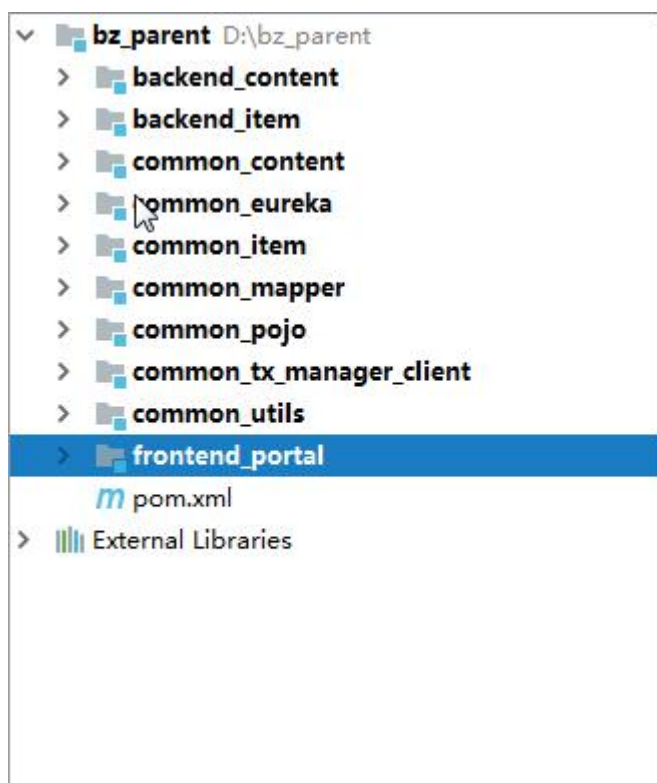 bz_parent D:\bz_parent
backend_content
backend_item
common_content
common_eureka
common_item
common_mapper
common_pojo
common_tx_manager_client
common_utils
frontend_portal
m pom.xml
External Libraries